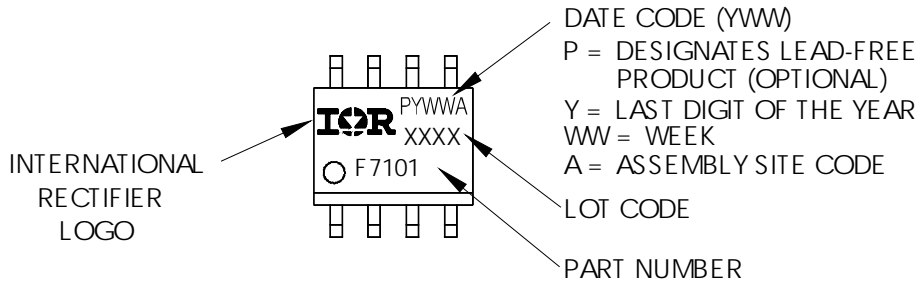 DATE CODE (YWW)
P = DESIGNATES LEAD-FREE
PRODUCT (OPTIONAL)
Y = LAST DIGIT OF THE YEAR
WW = WEEK
A = ASSEMBLY SITE CODE
LOT CODE
PART NUMBER
INTERNATIONAL
RECTIFIER
LOGO
PYWWA
IOR
XXXX
F7101